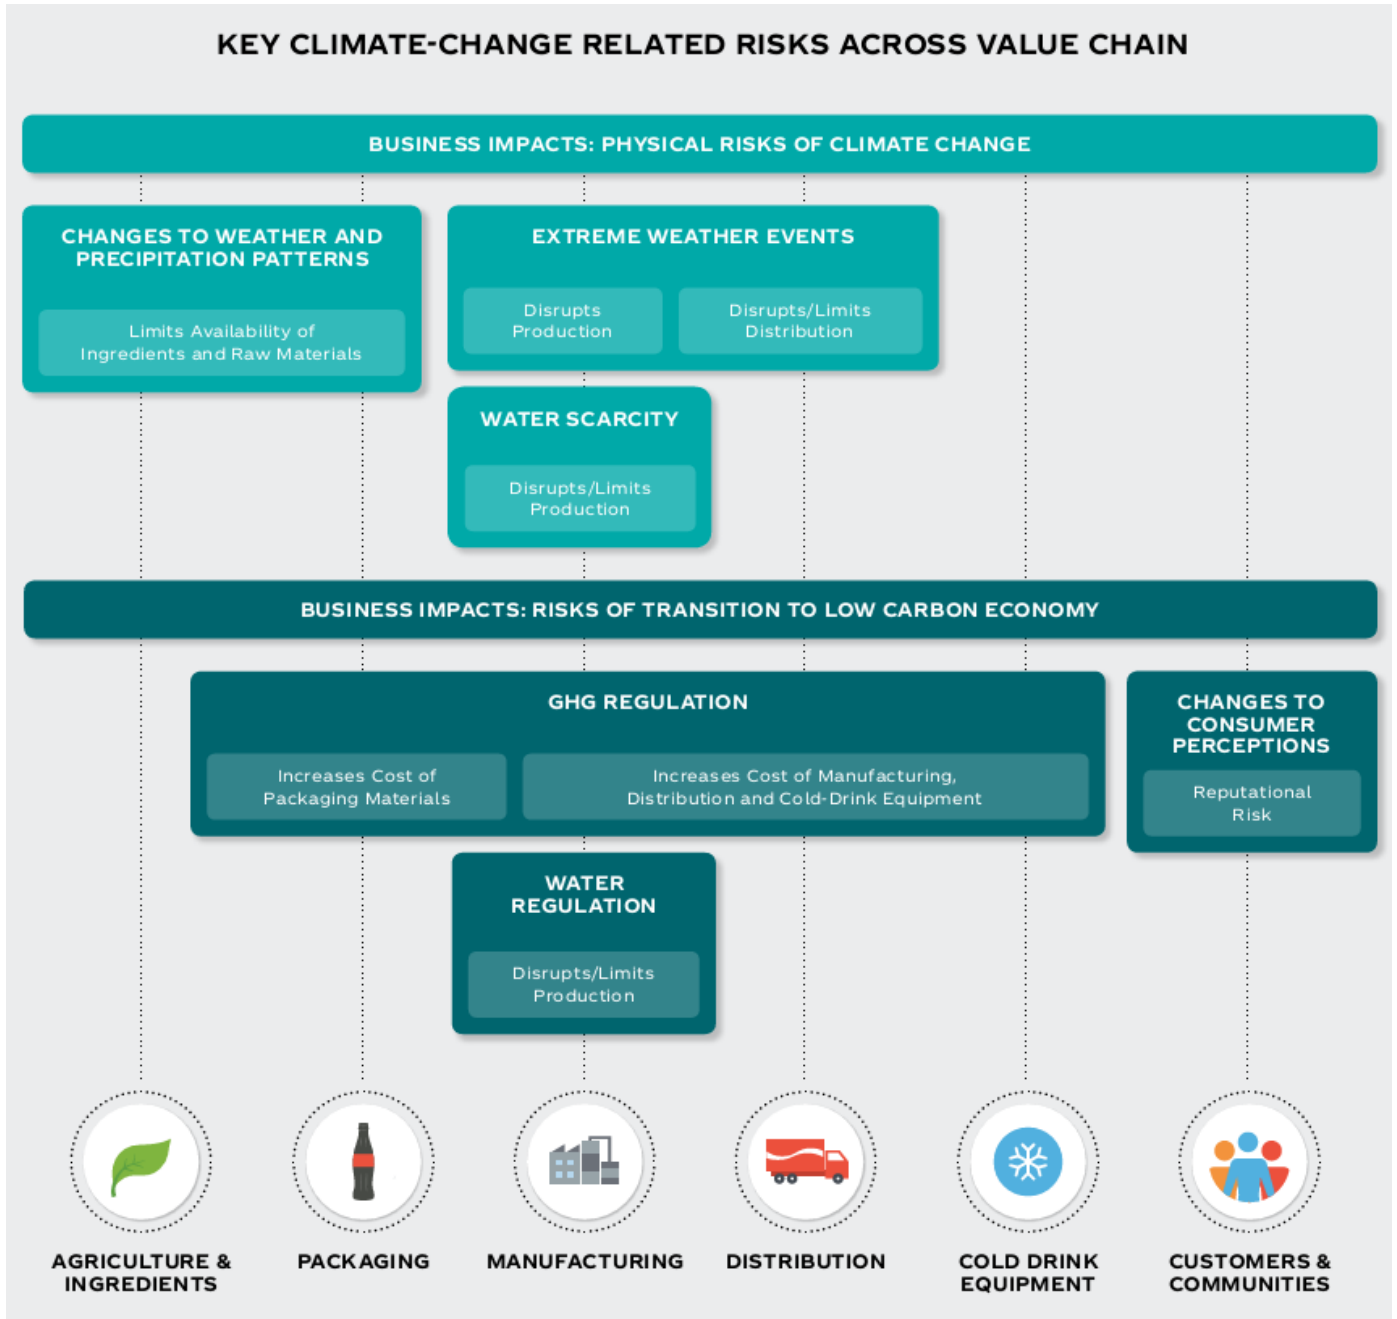 KEY CLIMATE-CHANGE RELATED RISKS ACROSS VALUE CHAIN
BUSINESS IMPACTS: PHYSICAL RISKS OF CLIMATE CHANGE
CHANGES TO WEATHER AND
PRECIPITATION PATTERNS
Limits Availability of
Ingredients and Raw Materials
EXTREME WEATHER EVENTS
Disrupts
Production
Disrupts/Limits
Distribution
WATER SCARCITY
Disrupts/Limits
Production
BUSINESS IMPACTS: RISKS OF TRANSITION TO LOW CARBON ECONOMY
GHG REGULATION
Increases Cost of
Packaging Materials
Increases Cost of Manufacturing,
Distribution and Cold-Drink Equipment
CHANGES TO
CONSUMER
PERCEPTIONS
Reputational
Risk
WATER
REGULATION
Disrupts/Limits
Production
AGRICULTURE &
INGREDIENTS
PACKAGING
MANUFACTURING
DISTRIBUTION
COLD DRINK
EQUIPMENT
CUSTOMERS &
COMMUNITIES